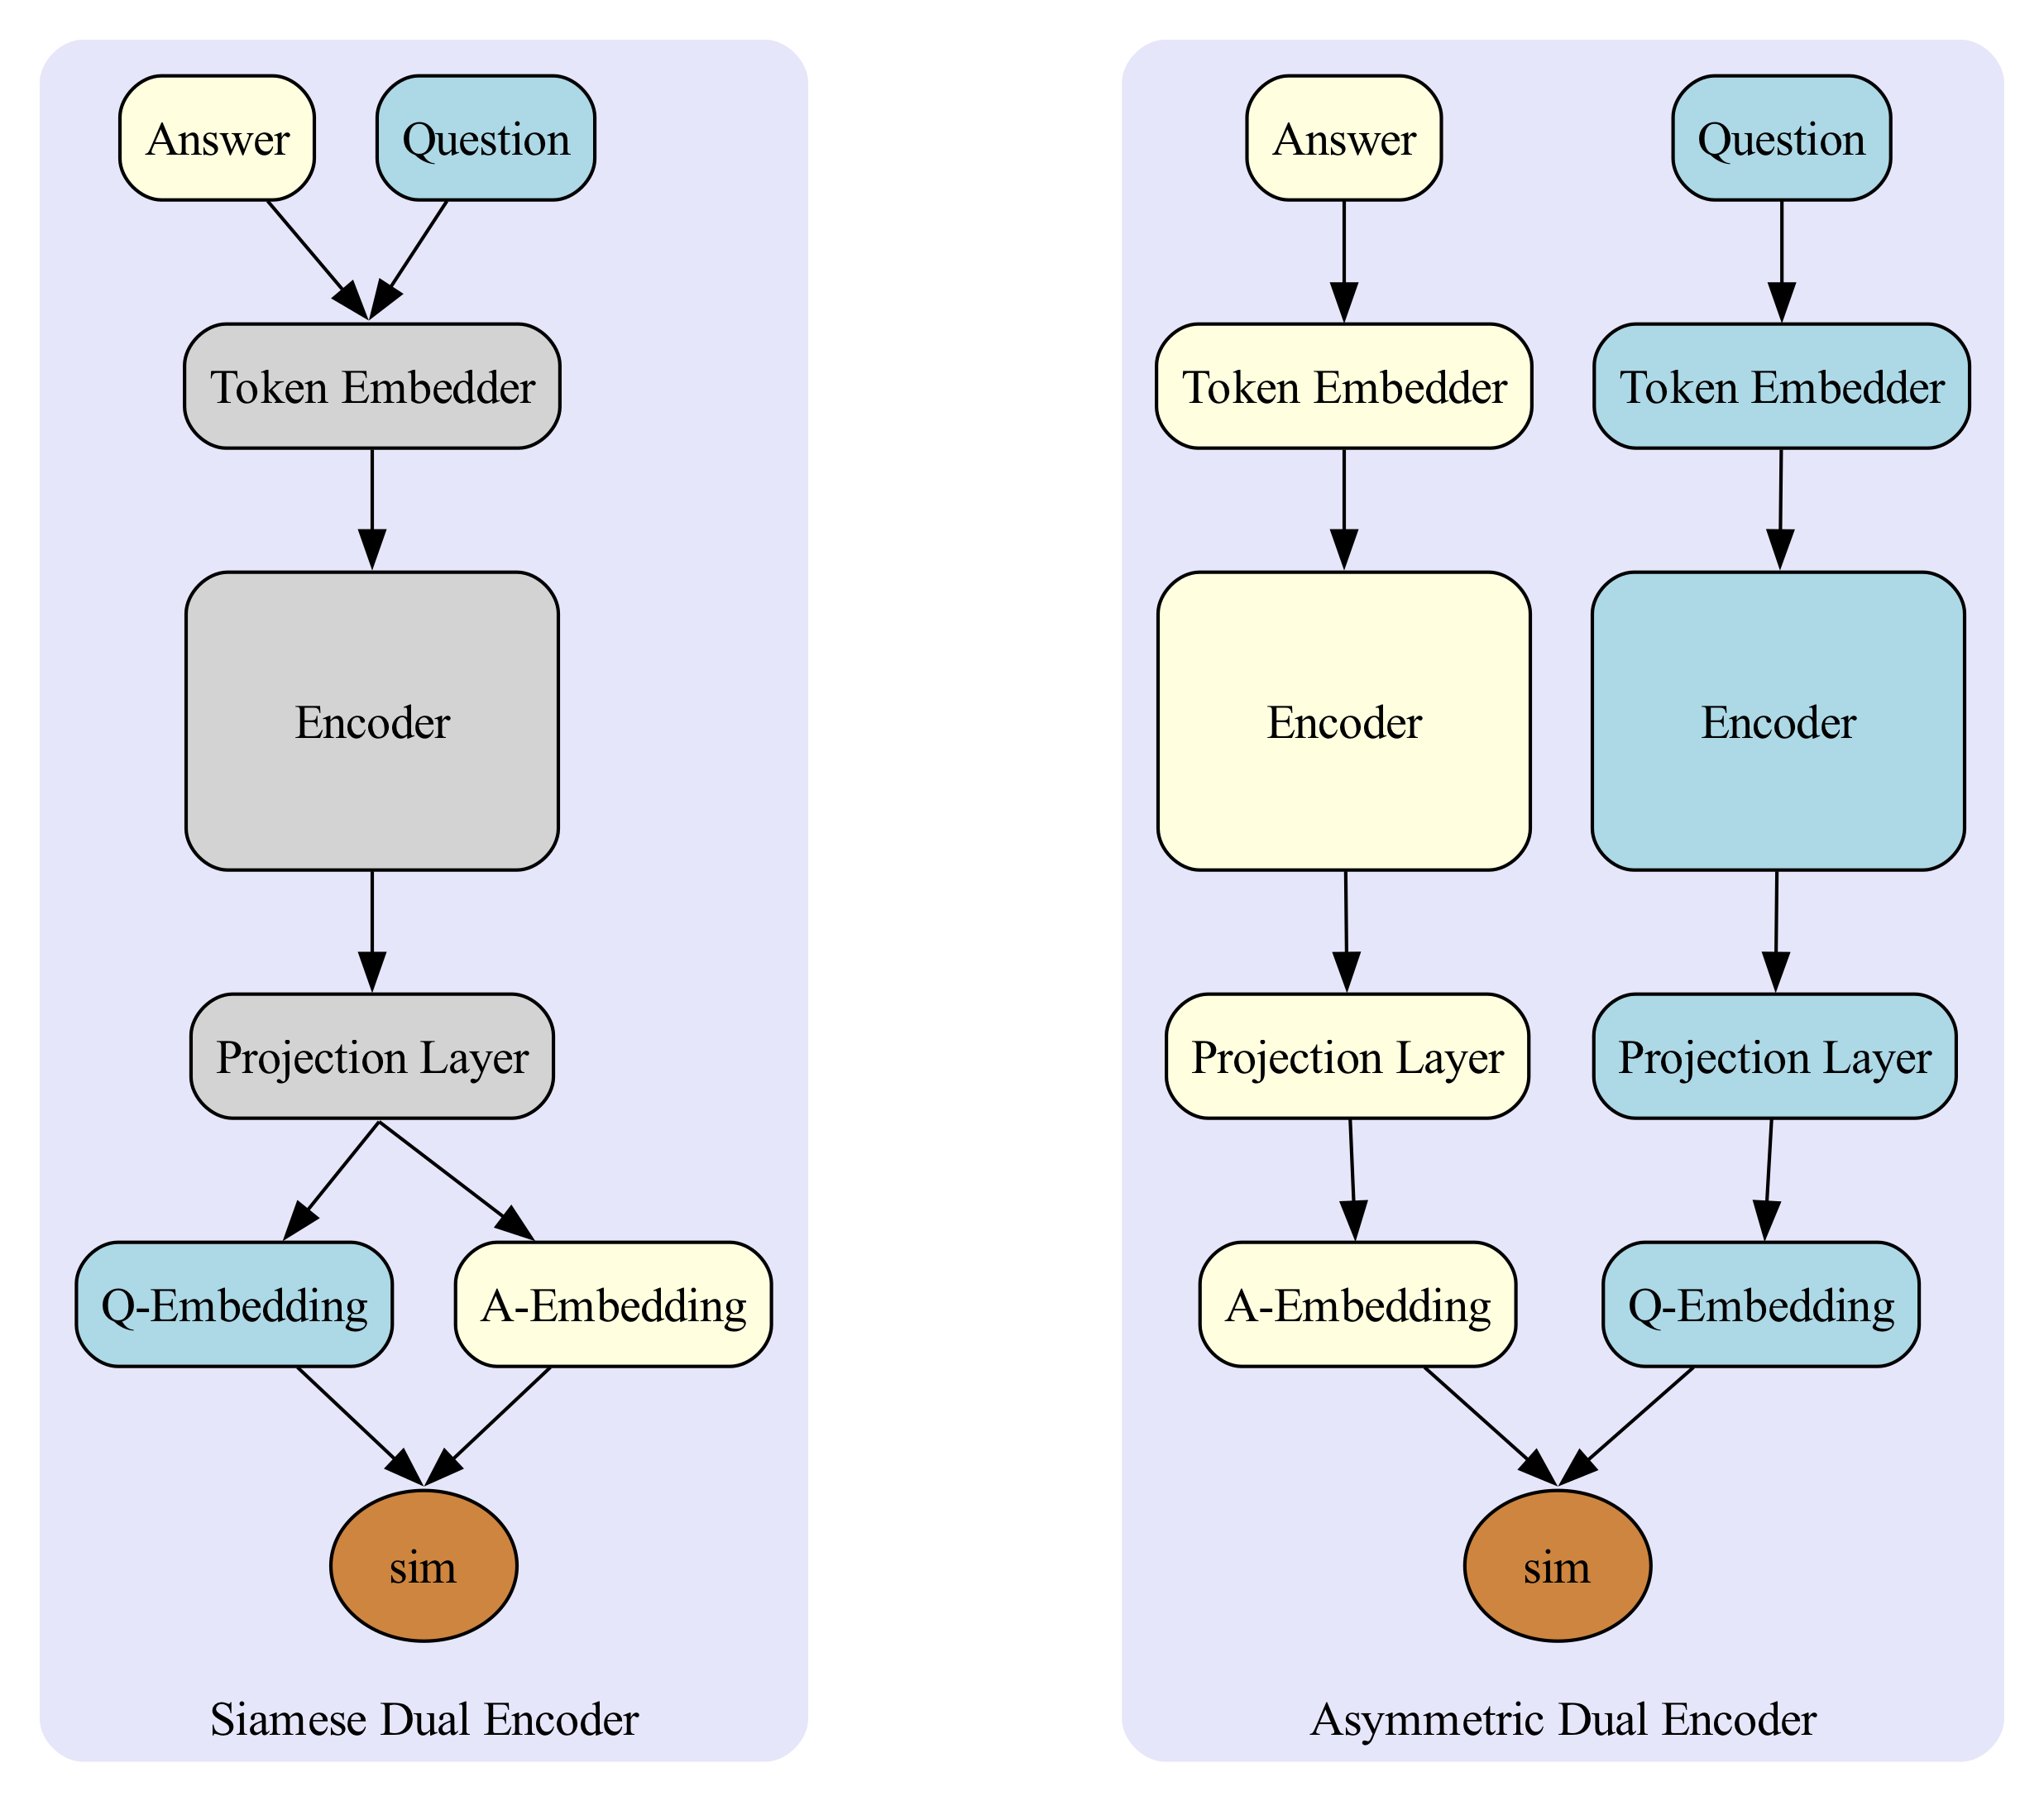 Answer
Question
Token Embedder
Encoder
Projection Layer
Q-Embedding
A-Embedding
sim
Siamese Dual Encoder
Answer
Question
Token Embedder
Token Embedder
Encoder
Encoder
Projection Layer
Projection Layer
A-Embedding
Q-Embedding
sim
Asymmetric Dual Encoder